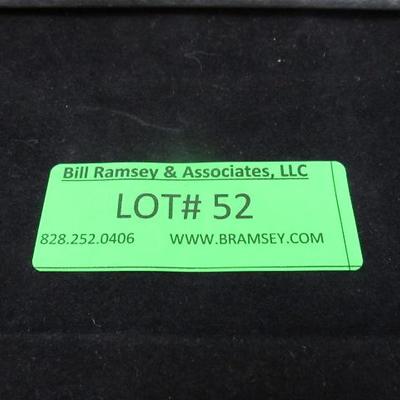 Bill Ramsey & Associates, LLC
LOT# 52
828.252.0406 WWW.BRAMSEY.COM